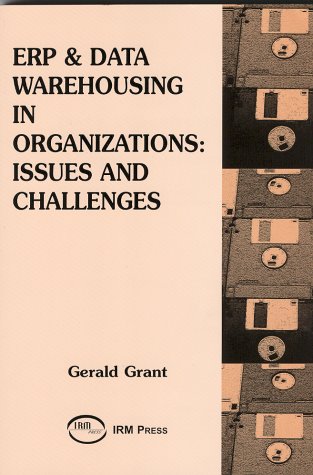 ERP & DATA
WAREHOUSING
IN
ORGANIZATIONS:
ISSUES AND
CHALLENGES
Gerald Grant
IRM
PRESS
IRM PRESS